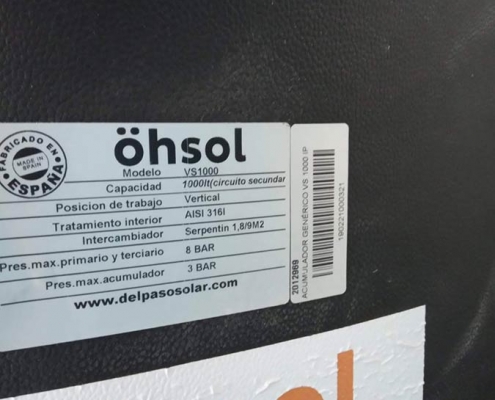 FABRICADO EN
MADE IN
SPAIN
ESPAÑA
öhsol
Modelo VS1000
Capacidad 1000lt(circuito secundar
Posicion de trabajo Vertical
Tratamiento interior AISI 316l
Intercambiador Serpentin 1,8/9M2
Pres.max.primario y terciario 8 BAR
Pres.max.acumulador 3 BAR
www.delpasosolar.com
2012969
ACUMULADOR GENÉRICO VS 1000 IP
190221000321